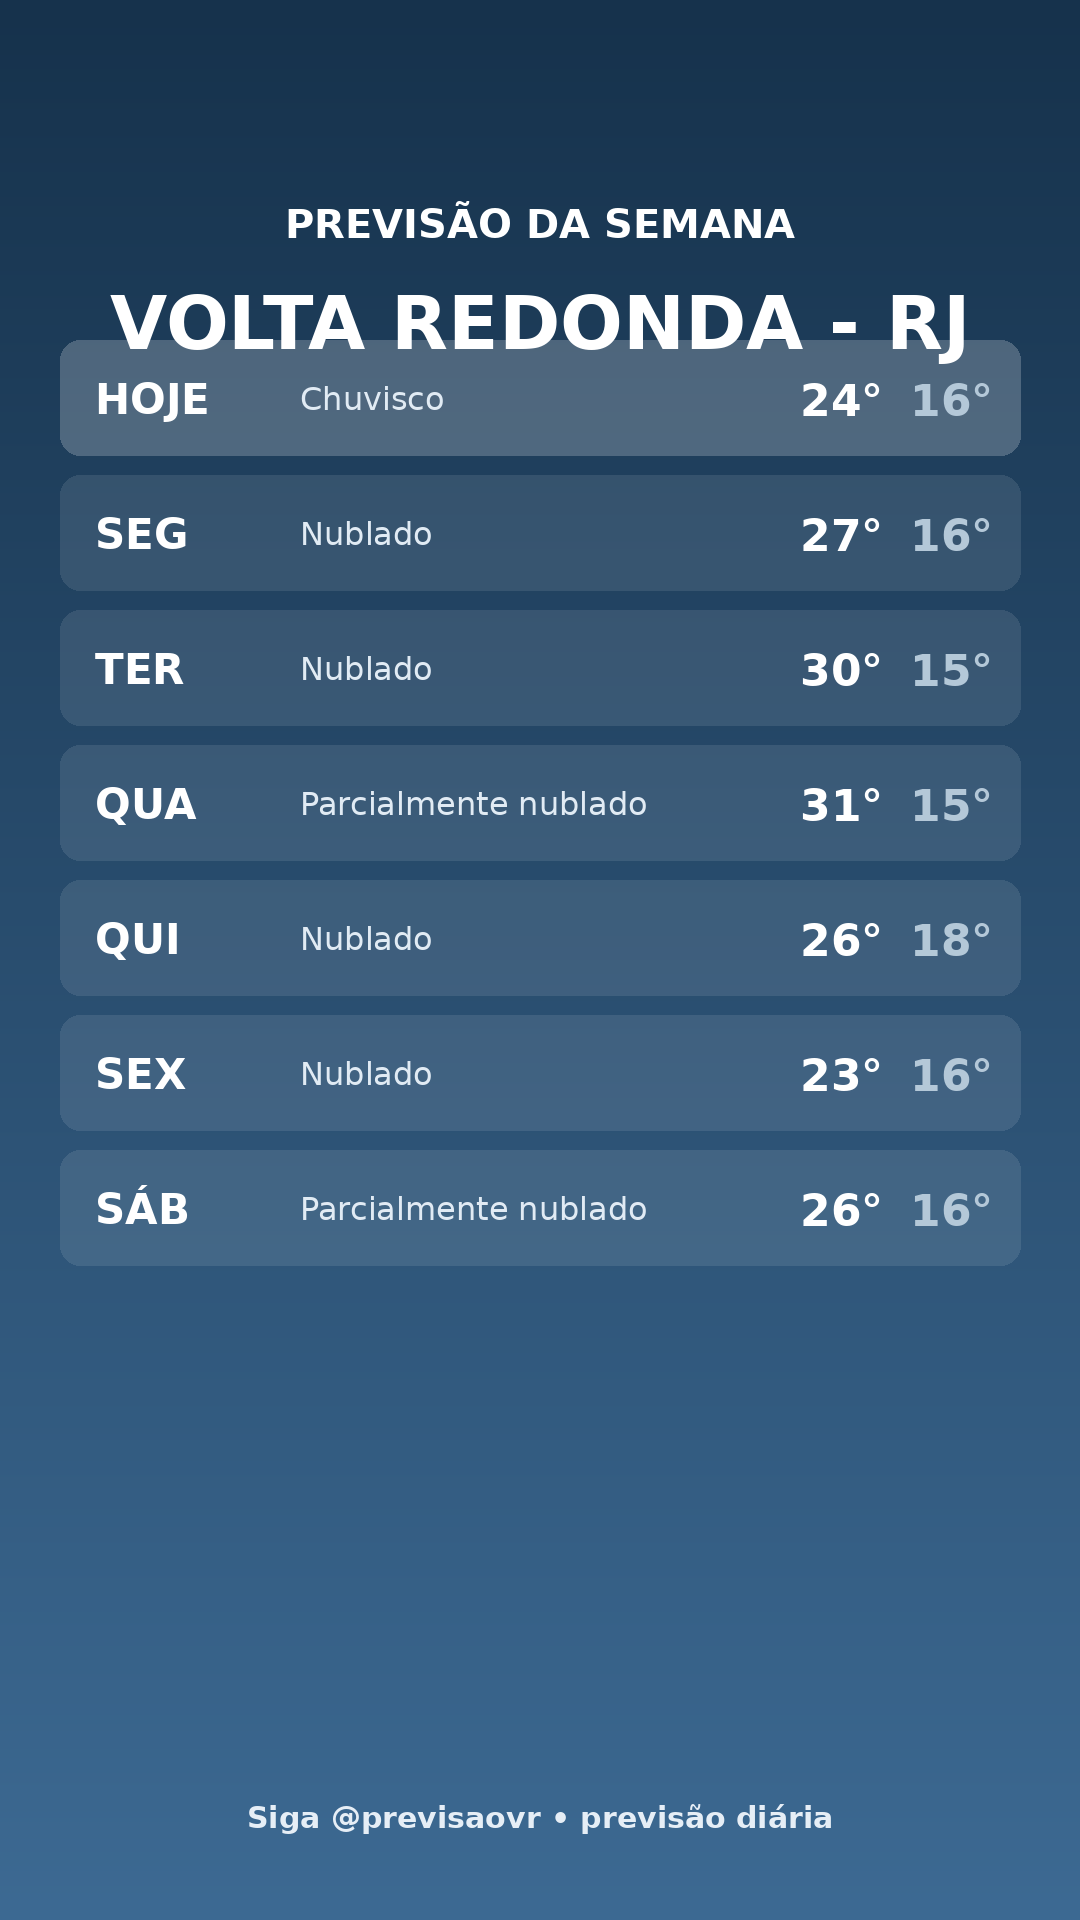 PREVISÃO DA SEMANA
VOLTA REDONDA - RJ
HOJE Chuvisco 24° 16°
SEG Nublado 27° 16°
TER Nublado 30° 15°
QUA Parcialmente nublado 31° 15°
QUI Nublado 26° 18°
SEX Nublado 23° 16°
SÁB Parcialmente nublado 26° 16°
Siga @previsaovr • previsão diária